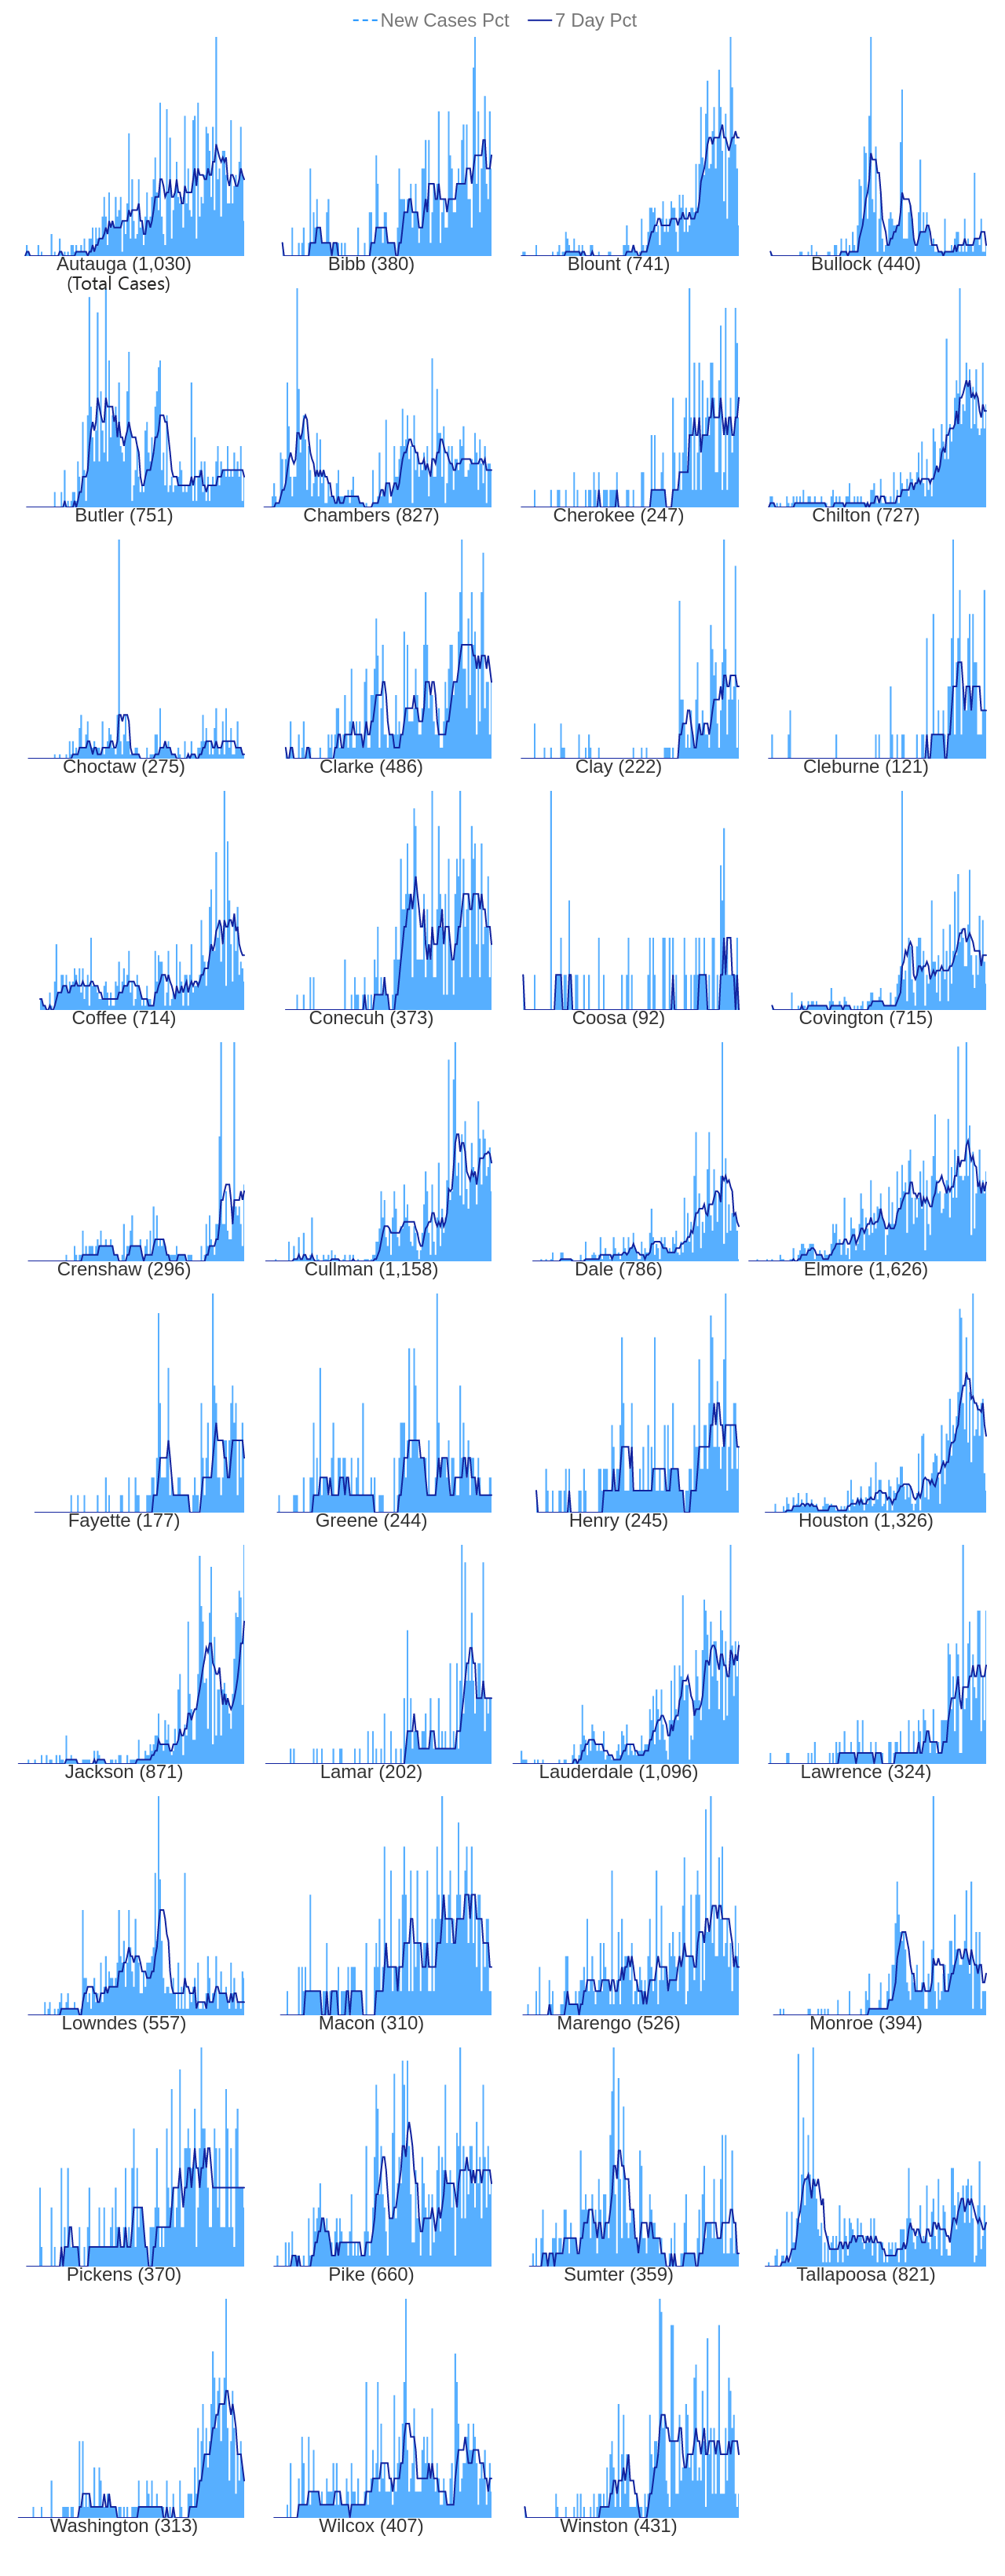 New Cases Pct 7 Day Pct
Autauga (1,030) Bibb (380) Blount (741) Bullock (440)
(Total Cases)
Butler (751) Chambers (827) Cherokee (247) Chilton (727)
Choctaw (275) Clarke (486) Clay (222) Cleburne (121)
Coffee (714) Conecuh (373) Coosa (92) Covington (715)
Crenshaw (296) Cullman (1,158) Dale (786) Elmore (1,626)
Fayette (177) Greene (244) Henry (245) Houston (1,326)
Jackson (871) Lamar (202) Lauderdale (1,096) Lawrence (324)
Lowndes (557) Macon (310) Marengo (526) Monroe (394)
Pickens (370) Pike (660) Sumter (359) Tallapoosa (821)
Washington (313) Wilcox (407) Winston (431)